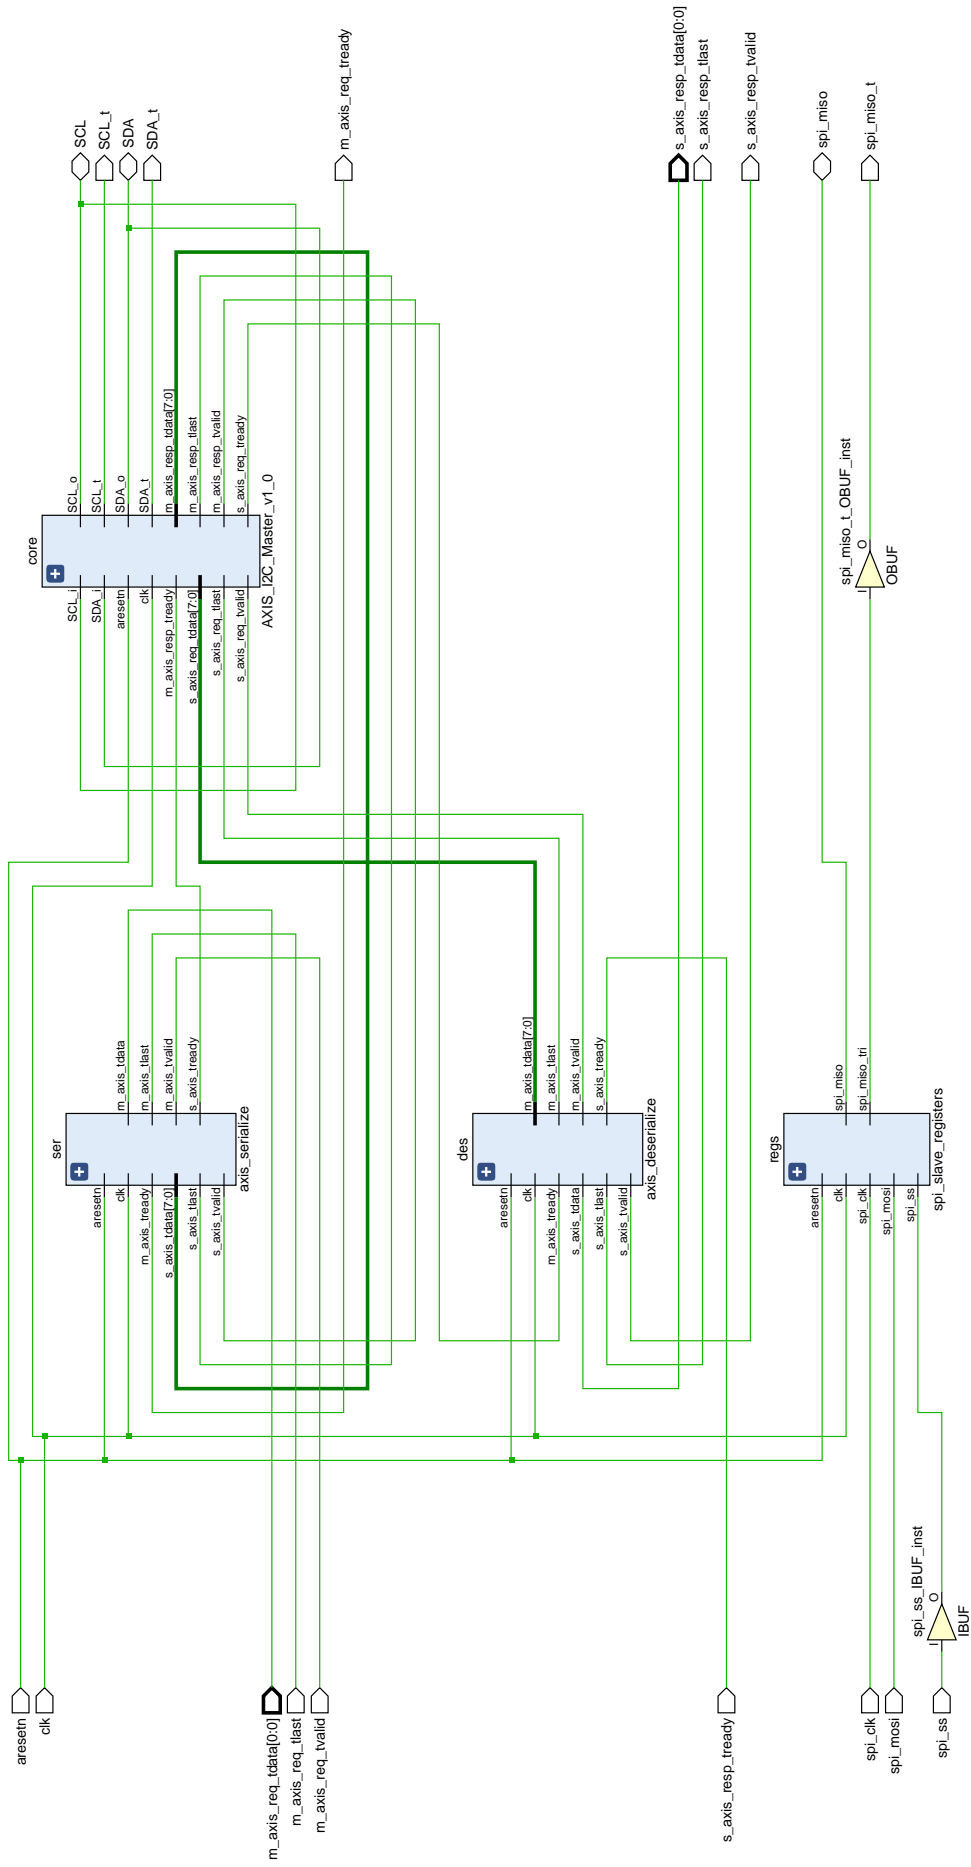 aresetn
clk
m_axis_req_tdata[0:0]
m_axis_req_tlast
m_axis_req_tvalid
s_axis_resp_tready
spi_clk
spi_mosi
spi_ss
spi_ss_IBUF_inst
I
O
IBUF
ser
aresetn
clk
m_axis_tready
s_axis_tdata[7:0]
s_axis_tlast
s_axis_tvalid
m_axis_tdata
m_axis_tlast
m_axis_tvalid
s_axis_tready
axis_serialize
des
aresetn
clk
m_axis_tready
s_axis_tdata
s_axis_tlast
s_axis_tvalid
m_axis_tdata[7:0]
m_axis_tlast
m_axis_tvalid
s_axis_tready
axis_deserialize
regs
aresetn
clk
spi_clk
spi_mosi
spi_ss
spi_miso
spi_miso_tri
spi_slave_registers
core
SCL_i
SDA_i
aresetn
clk
m_axis_resp_tready
s_axis_req_tdata[7:0]
s_axis_req_tlast
s_axis_req_tvalid
SCL_o
SCL_t
SDA_o
SDA_t
m_axis_resp_tdata[7:0]
m_axis_resp_tlast
m_axis_resp_tvalid
s_axis_req_tready
AXIS_I2C_Master_v1_0
spi_miso_t_OBUF_inst
I
O
OBUF
SCL
SCL_t
SDA
SDA_t
m_axis_req_tready
s_axis_resp_tdata[0:0]
s_axis_resp_tlast
s_axis_resp_tvalid
spi_miso
spi_miso_t